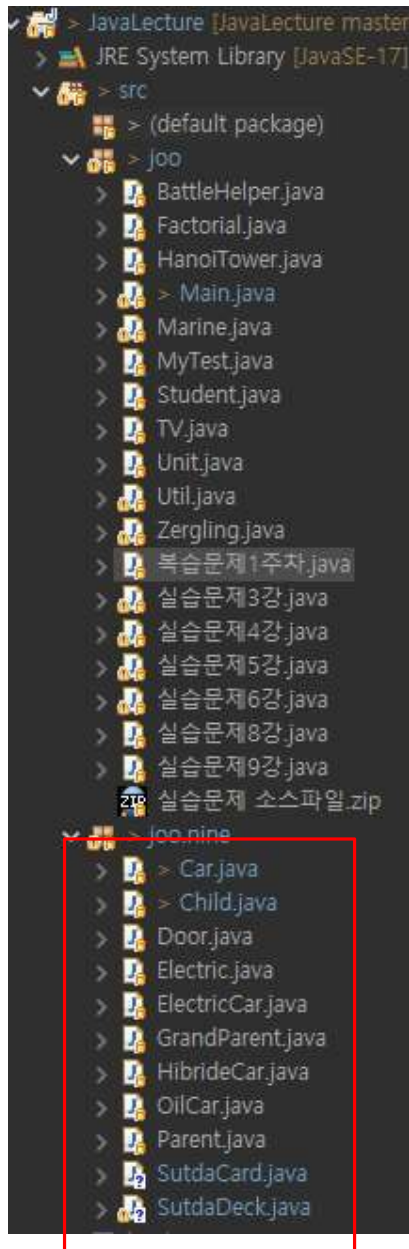 > JavaLecture [JavaLecture master
JRE System Library [JavaSE-17]
> src
> (default package)
> joo
BattleHelper.java
Factorial.java
HanoiTower.java
> Main.java
Marine.java
MyTest.java
Student.java
TV.java
Unit.java
Util.java
Zergling.java
복습문제1주차.java
실습문제3강.java
실습문제4강.java
실습문제5강.java
실습문제6강.java
실습문제8강.java
실습문제9강.java
실습문제 소스파일.zip
> joo.nine
> Car.java
> Child.java
Door.java
Electric.java
ElectricCar.java
GrandParent.java
HibrideCar.java
OilCar.java
Parent.java
SutdaCard.java
SutdaDeck.java